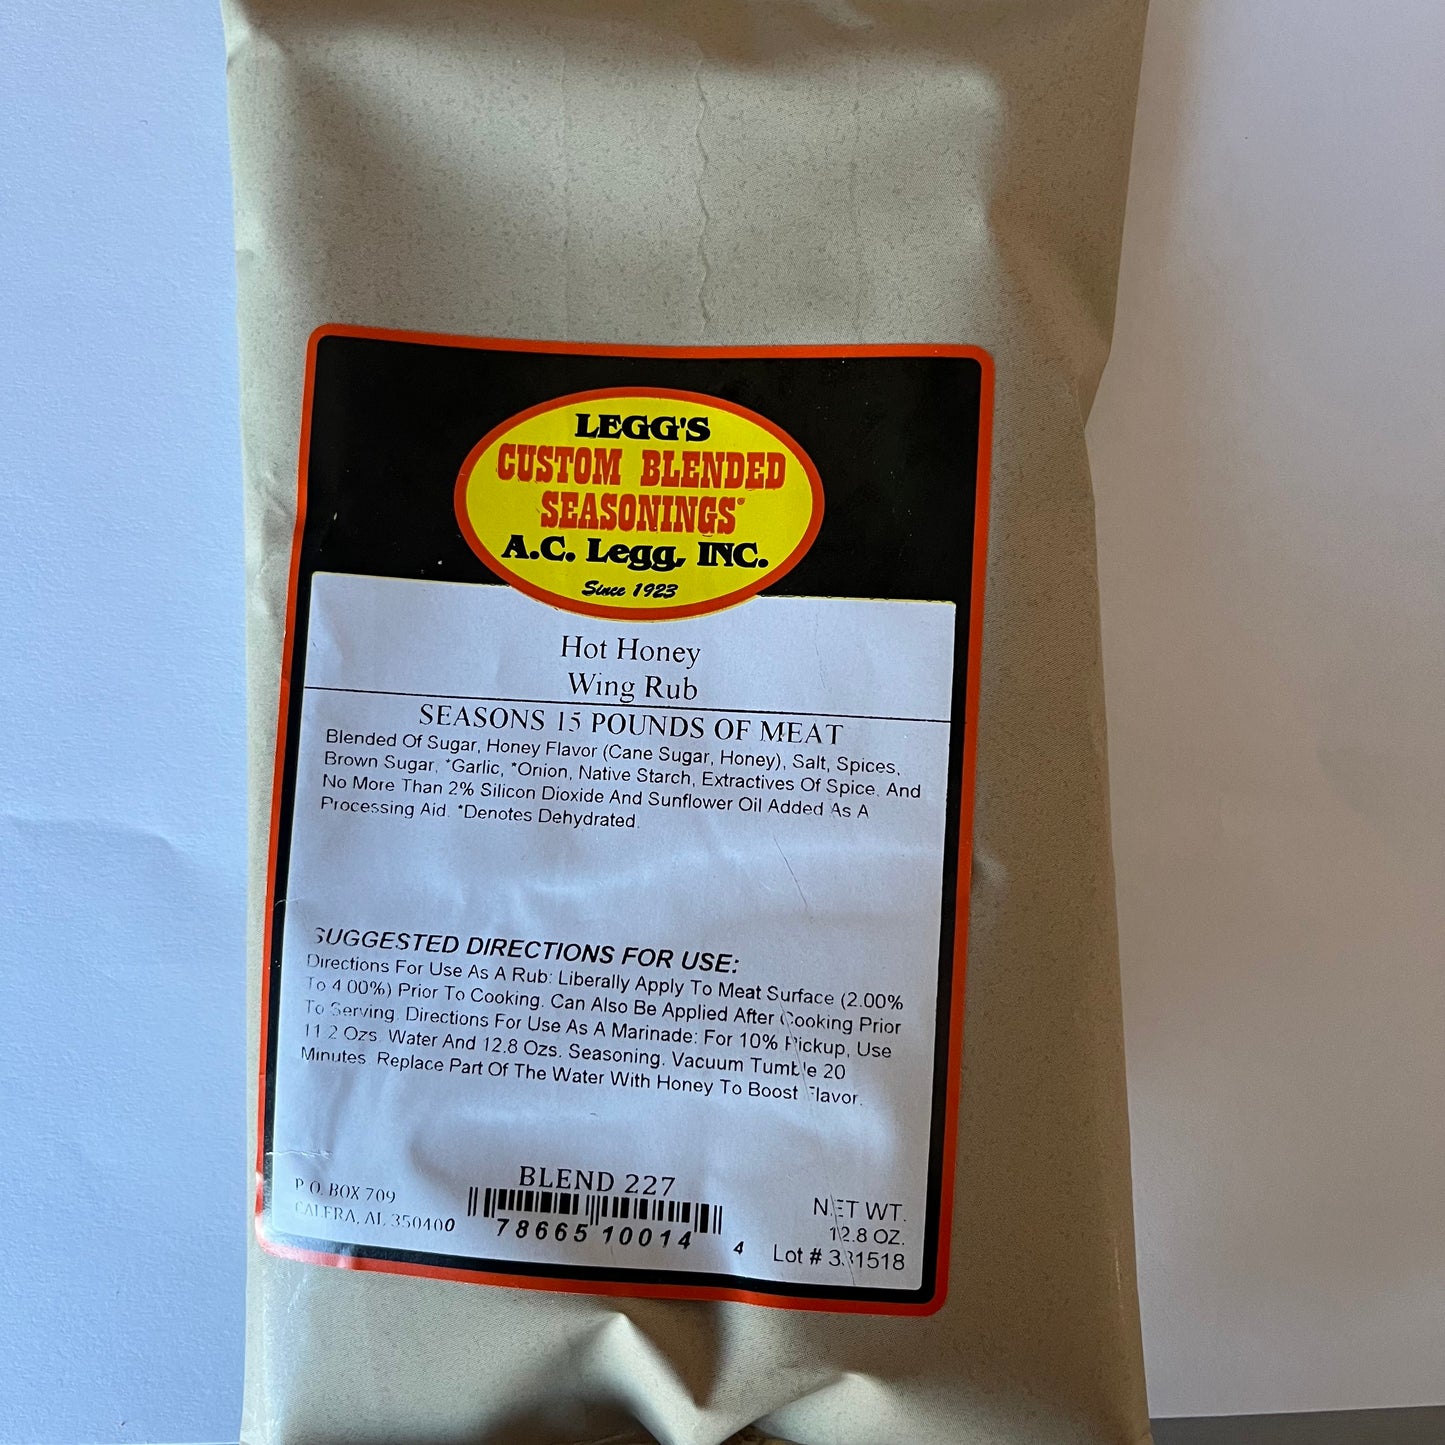 LEGG'S
CUSTOM BLENDED
SEASONINGS®
A.C. Legg, INC.
Since 1923
Hot Honey
Wing Rub
SEASONS 15 POUNDS OF MEAT
Blended Of Sugar, Honey Flavor (Cane Sugar, Honey), Salt, Spices,
Brown Sugar, *Garlic, *Onion, Native Starch, Extractives Of Spice, And
No More Than 2% Silicon Dioxide And Sunflower Oil Added As A
Processing Aid. *Denotes Dehydrated.
SUGGESTED DIRECTIONS FOR USE:
Directions For Use As A Rub: Liberally Apply To Meat Surface (2.00%
To 4.00%) Prior To Cooking. Can Also Be Applied After Cooking Prior
To Serving. Directions For Use As A Marinade: For 10% Pickup, Use
11.2 Ozs. Water And 12.8 Ozs. Seasoning. Vacuum Tumble 20
Minutes. Replace Part Of The Water With Honey To Boost Flavor.
BLEND 227
P.O. BOX 709
CALERA, AL 35040
0 78665 10014 4
NET WT.
12.8 OZ.
Lot # 331518